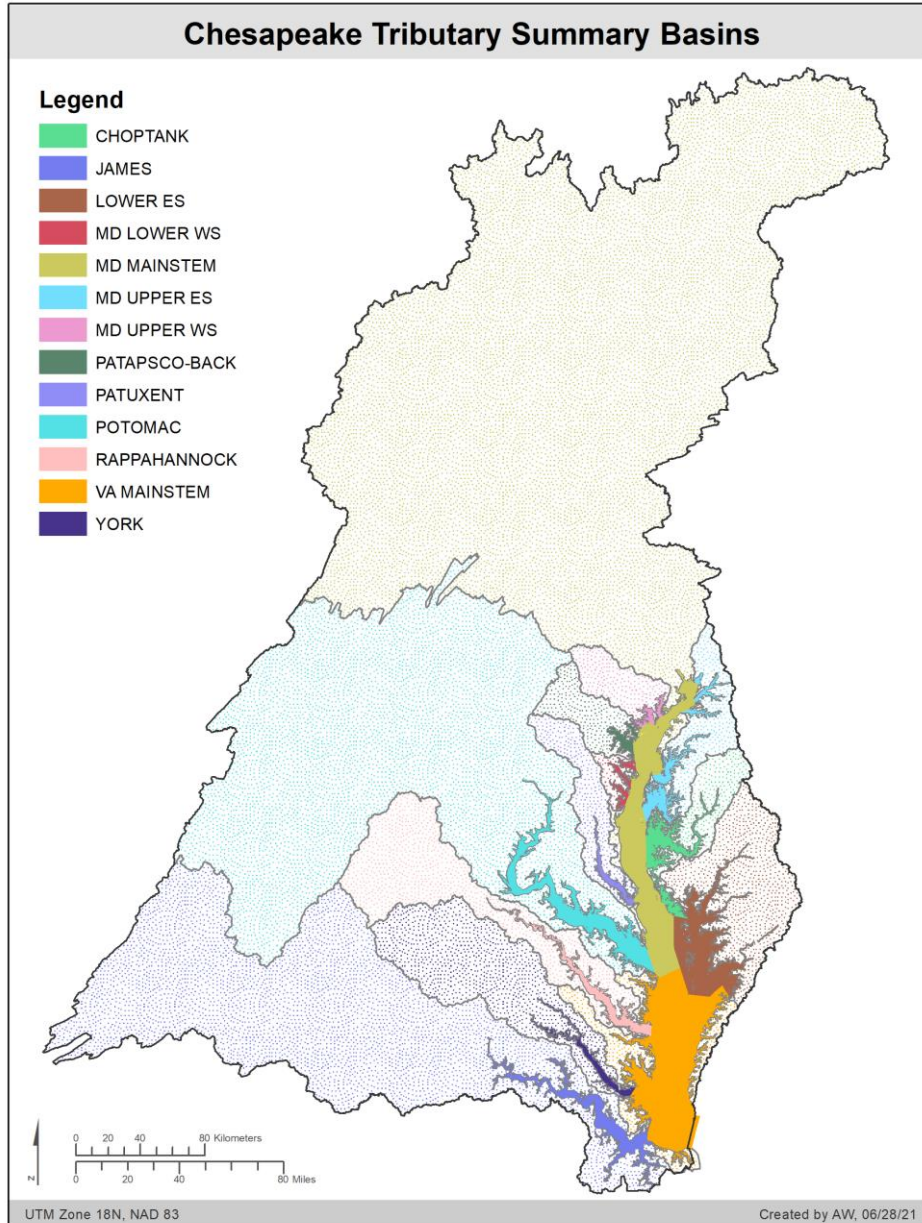 Chesapeake Tributary Summary Basins
Legend
CHOPTANK
JAMES
LOWER ES
MD LOWER WS
MD MAINSTEM
MD UPPER ES
MD UPPER WS
PATAPSCO-BACK
PATUXENT
POTOMAC
RAPPAHANNOCK
VA MAINSTEM
YORK
0 20 40 80 Kilometers
0 20 40 80 Miles
N
UTM Zone 18N, NAD 83 Created by AW, 06/28/21